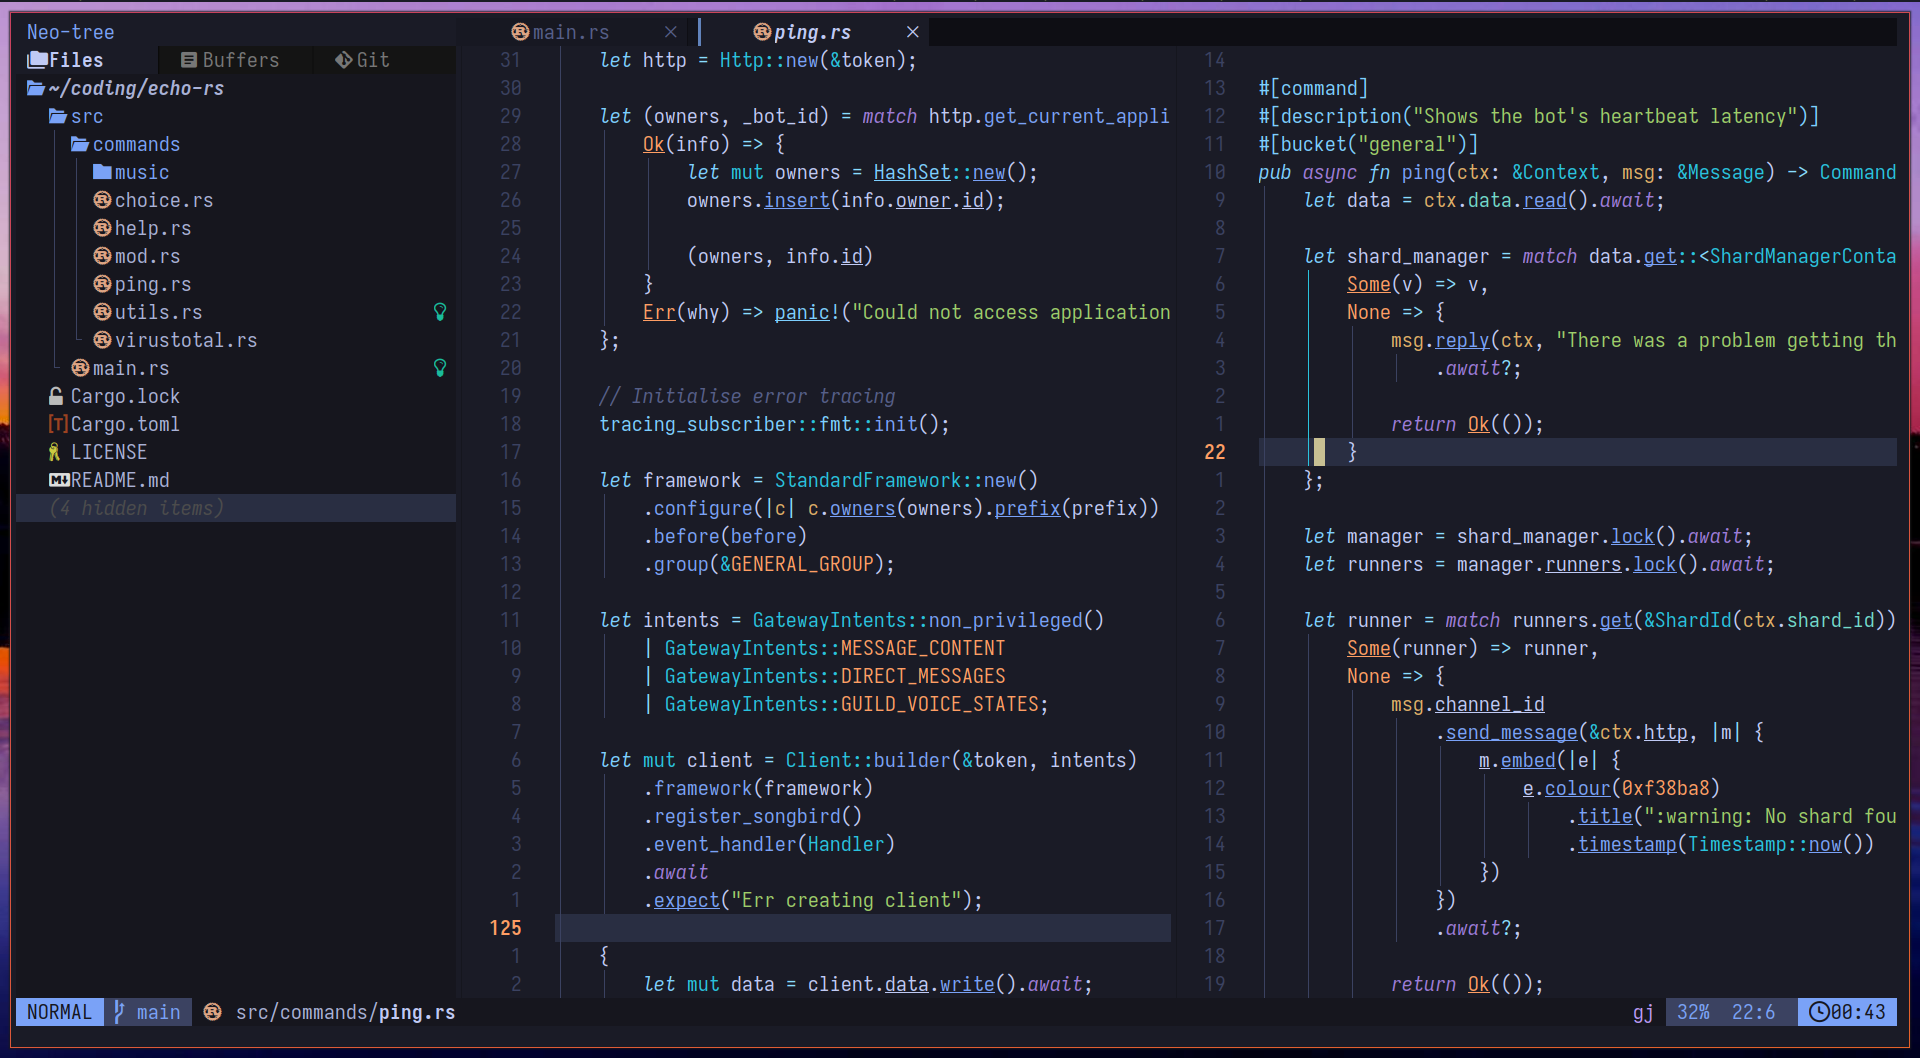 Neo-tree
Files Buffers Git
~/coding/echo-rs
src
commands
music
choice.rs
help.rs
mod.rs
ping.rs
utils.rs
virustotal.rs
main.rs
Cargo.lock
[T]Cargo.toml
LICENSE
M↓README.md
(4 hidden items)
main.rs × ping.rs ×
31 let http = Http::new(&token);
30
29 let (owners, _bot_id) = match http.get_current_appli
28 Ok(info) => {
27 let mut owners = HashSet::new();
26 owners.insert(info.owner.id);
25
24 (owners, info.id)
23 }
22 Err(why) => panic!("Could not access application
21 };
20
19 // Initialise error tracing
18 tracing_subscriber::fmt::init();
17
16 let framework = StandardFramework::new()
15 .configure(|c| c.owners(owners).prefix(prefix))
14 .before(before)
13 .group(&GENERAL_GROUP);
12
11 let intents = GatewayIntents::non_privileged()
10 | GatewayIntents::MESSAGE_CONTENT
9 | GatewayIntents::DIRECT_MESSAGES
8 | GatewayIntents::GUILD_VOICE_STATES;
7
6 let mut client = Client::builder(&token, intents)
5 .framework(framework)
4 .register_songbird()
3 .event_handler(Handler)
2 .await
1 .expect("Err creating client");
125
1 {
2 let mut data = client.data.write().await;
14
13 #[command]
12 #[description("Shows the bot's heartbeat latency")]
11 #[bucket("general")]
10 pub async fn ping(ctx: &Context, msg: &Message) -> Command
9 let data = ctx.data.read().await;
8
7 let shard_manager = match data.get::<ShardManagerConta
6 Some(v) => v,
5 None => {
4 msg.reply(ctx, "There was a problem getting th
3 .await?;
2
1 return Ok(());
22 }
1 };
2
3 let manager = shard_manager.lock().await;
4 let runners = manager.runners.lock().await;
5
6 let runner = match runners.get(&ShardId(ctx.shard_id))
7 Some(runner) => runner,
8 None => {
9 msg.channel_id
10 .send_message(&ctx.http, |m| {
11 m.embed(|e| {
12 e.colour(0xf38ba8)
13 .title(":warning: No shard fou
14 .timestamp(Timestamp::now())
15 })
16 })
17 .await?;
18
19 return Ok(());
NORMAL main src/commands/ping.rs gj 32% 22:6 00:43